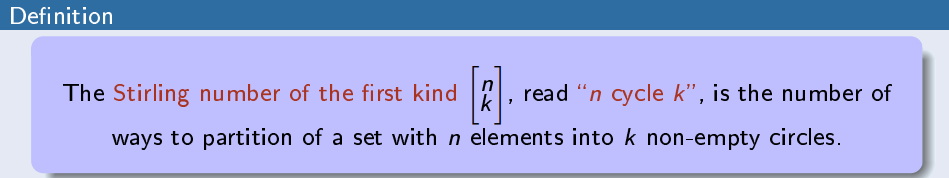 Definition
The Stirling number of the first kind [n k], read “n cycle k”, is the number of
ways to partition of a set with n elements into k non-empty circles.